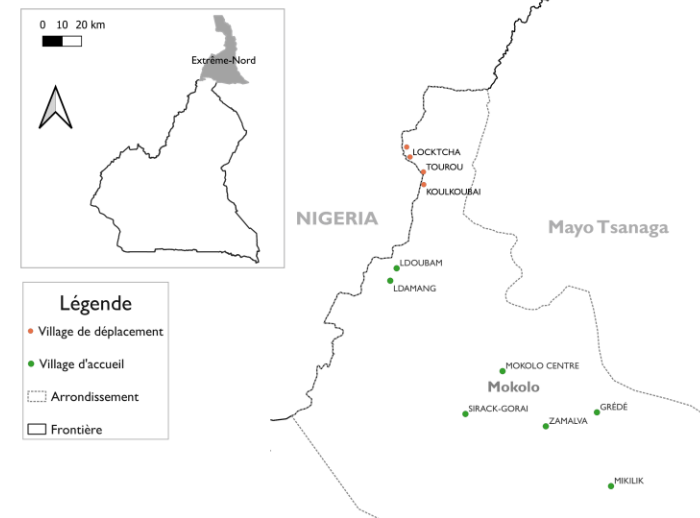 0 10 20 km
Extrême-Nord
LOCKTCHA
TOUROU
KOULKOUBAI
NIGERIA
Mayo Tsanaga
LDOUBAM
LDAMANG
Légende
Village de déplacement
Village d'accueil
Arrondissement
Frontière
MOKOLO CENTRE
Mokolo
SIRACK-GORAI
GRÉDÉ
ZAMALVA
MIKILIK